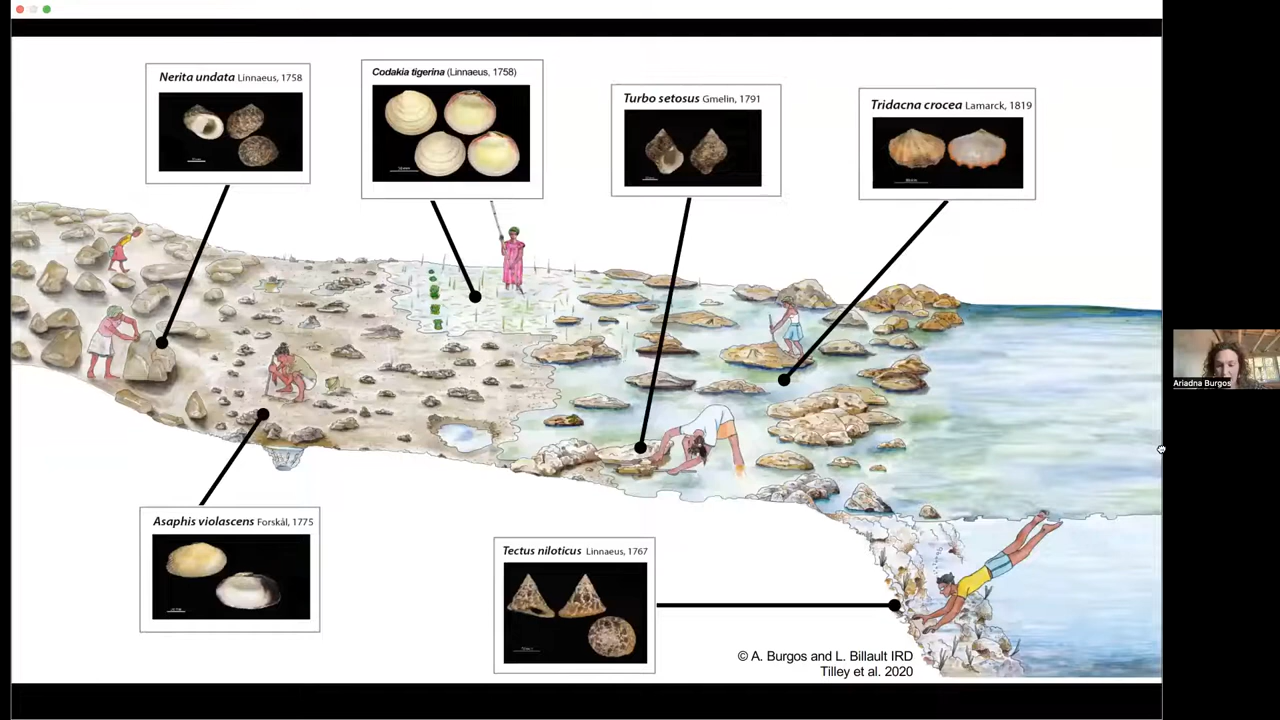 Nerita undata Linnaeus, 1758
Codakia tigerina (Linnaeus, 1758)
Turbo setosus Gmelin, 1791
Tridacna crocea Lamarck, 1819
Ariadna Burgos
Asaphis violascens Forskål, 1775
Tectus niloticus Linnaeus, 1767
© A. Burgos and L. Billault IRD
Tilley et al. 2020